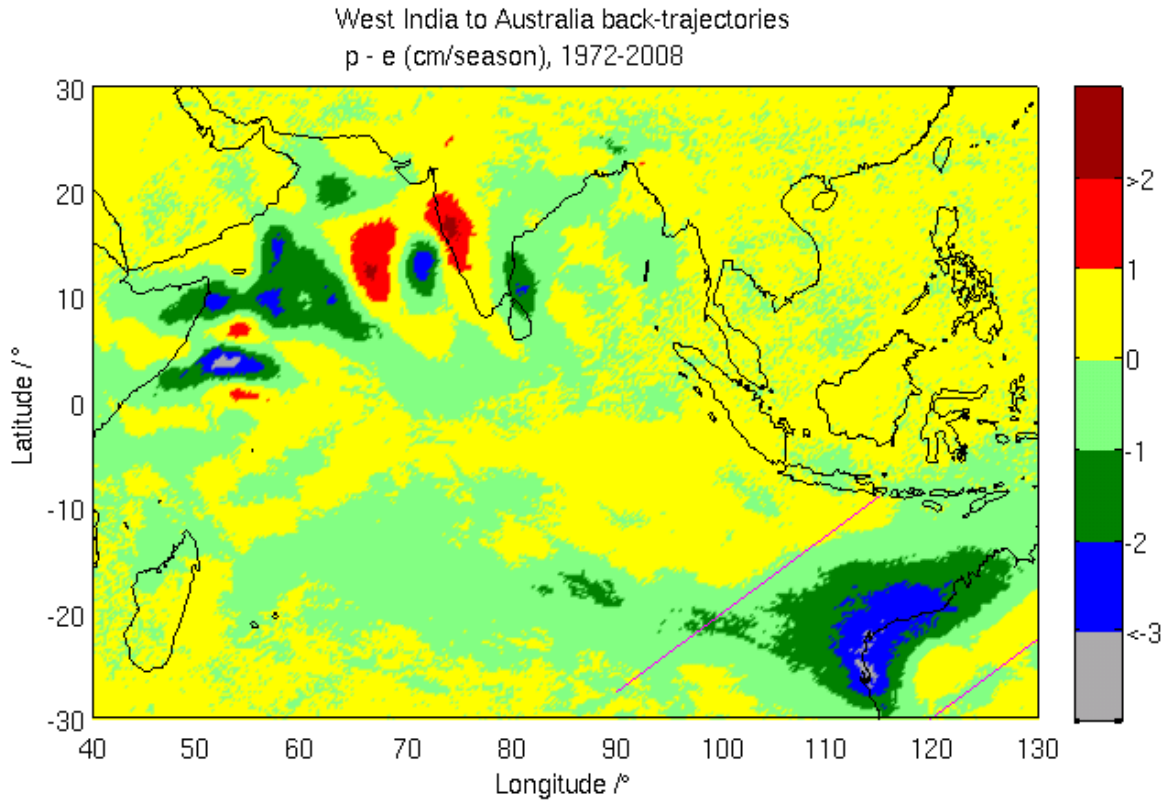 West India to Australia back-trajectories
p - e (cm/season), 1972-2008
30
20
10
0
-10
-20
-30
Latitude /°
40 50 60 70 80 90 100 110 120 130
Longitude /°
>2
1
0
-1
-2
<-3